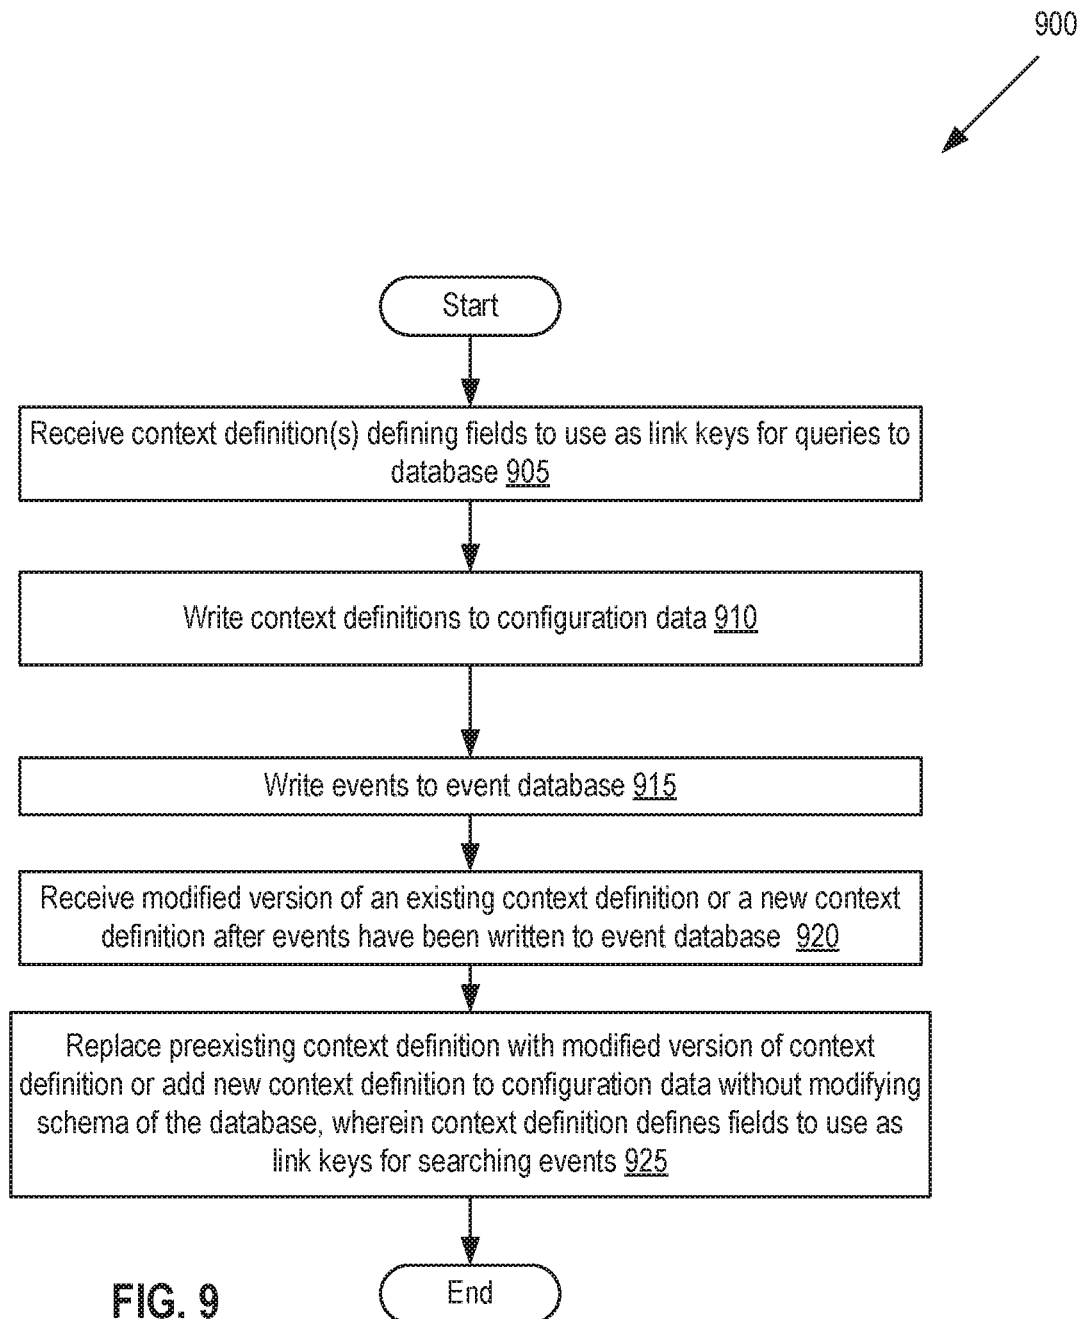 900
Start
Receive context definition(s) defining fields to use as link keys for queries to
database 905
Write context definitions to configuration data 910
Write events to event database 915
Receive modified version of an existing context definition or a new context
definition after events have been written to event database 920
Replace preexisting context definition with modified version of context
definition or add new context definition to configuration data without modifying
schema of the database, wherein context definition defines fields to use as
link keys for searching events 925
End
FIG. 9